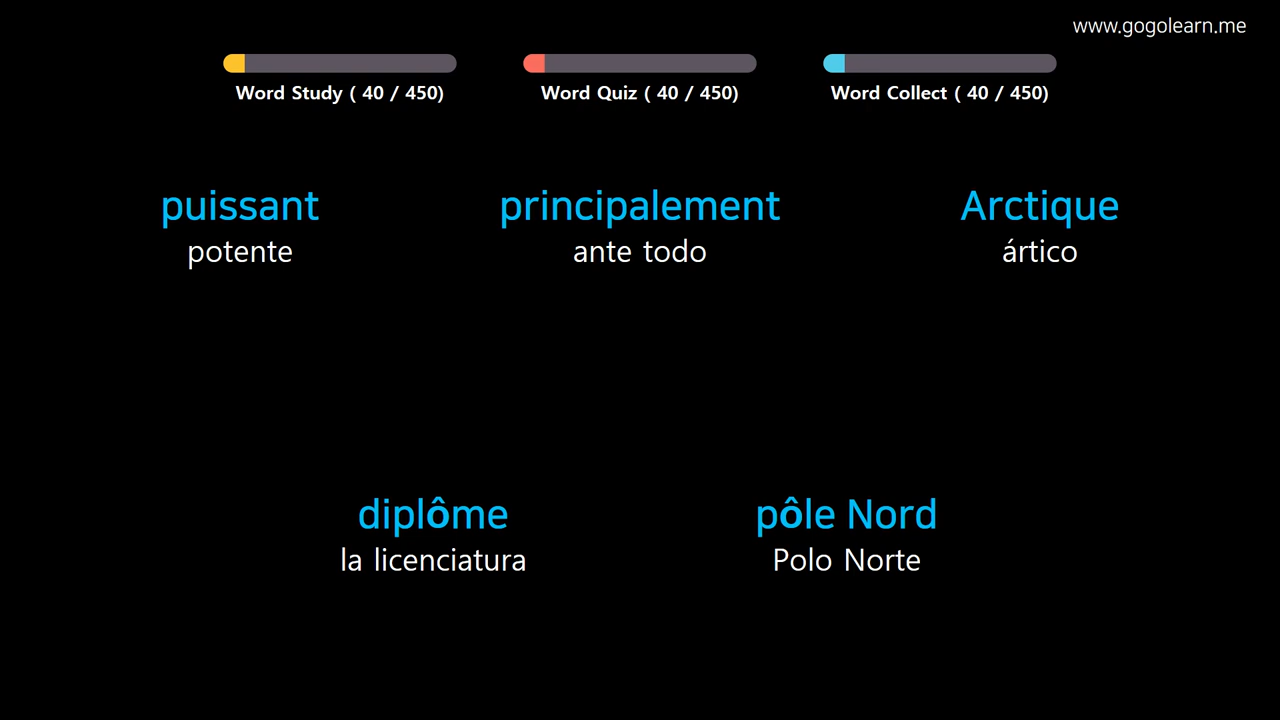 www.gogolearn.me
Word Study ( 40 / 450)
Word Quiz ( 40 / 450)
Word Collect ( 40 / 450)
puissant
potente
principalement
ante todo
Arctique
ártico
diplôme
la licenciatura
pôle Nord
Polo Norte